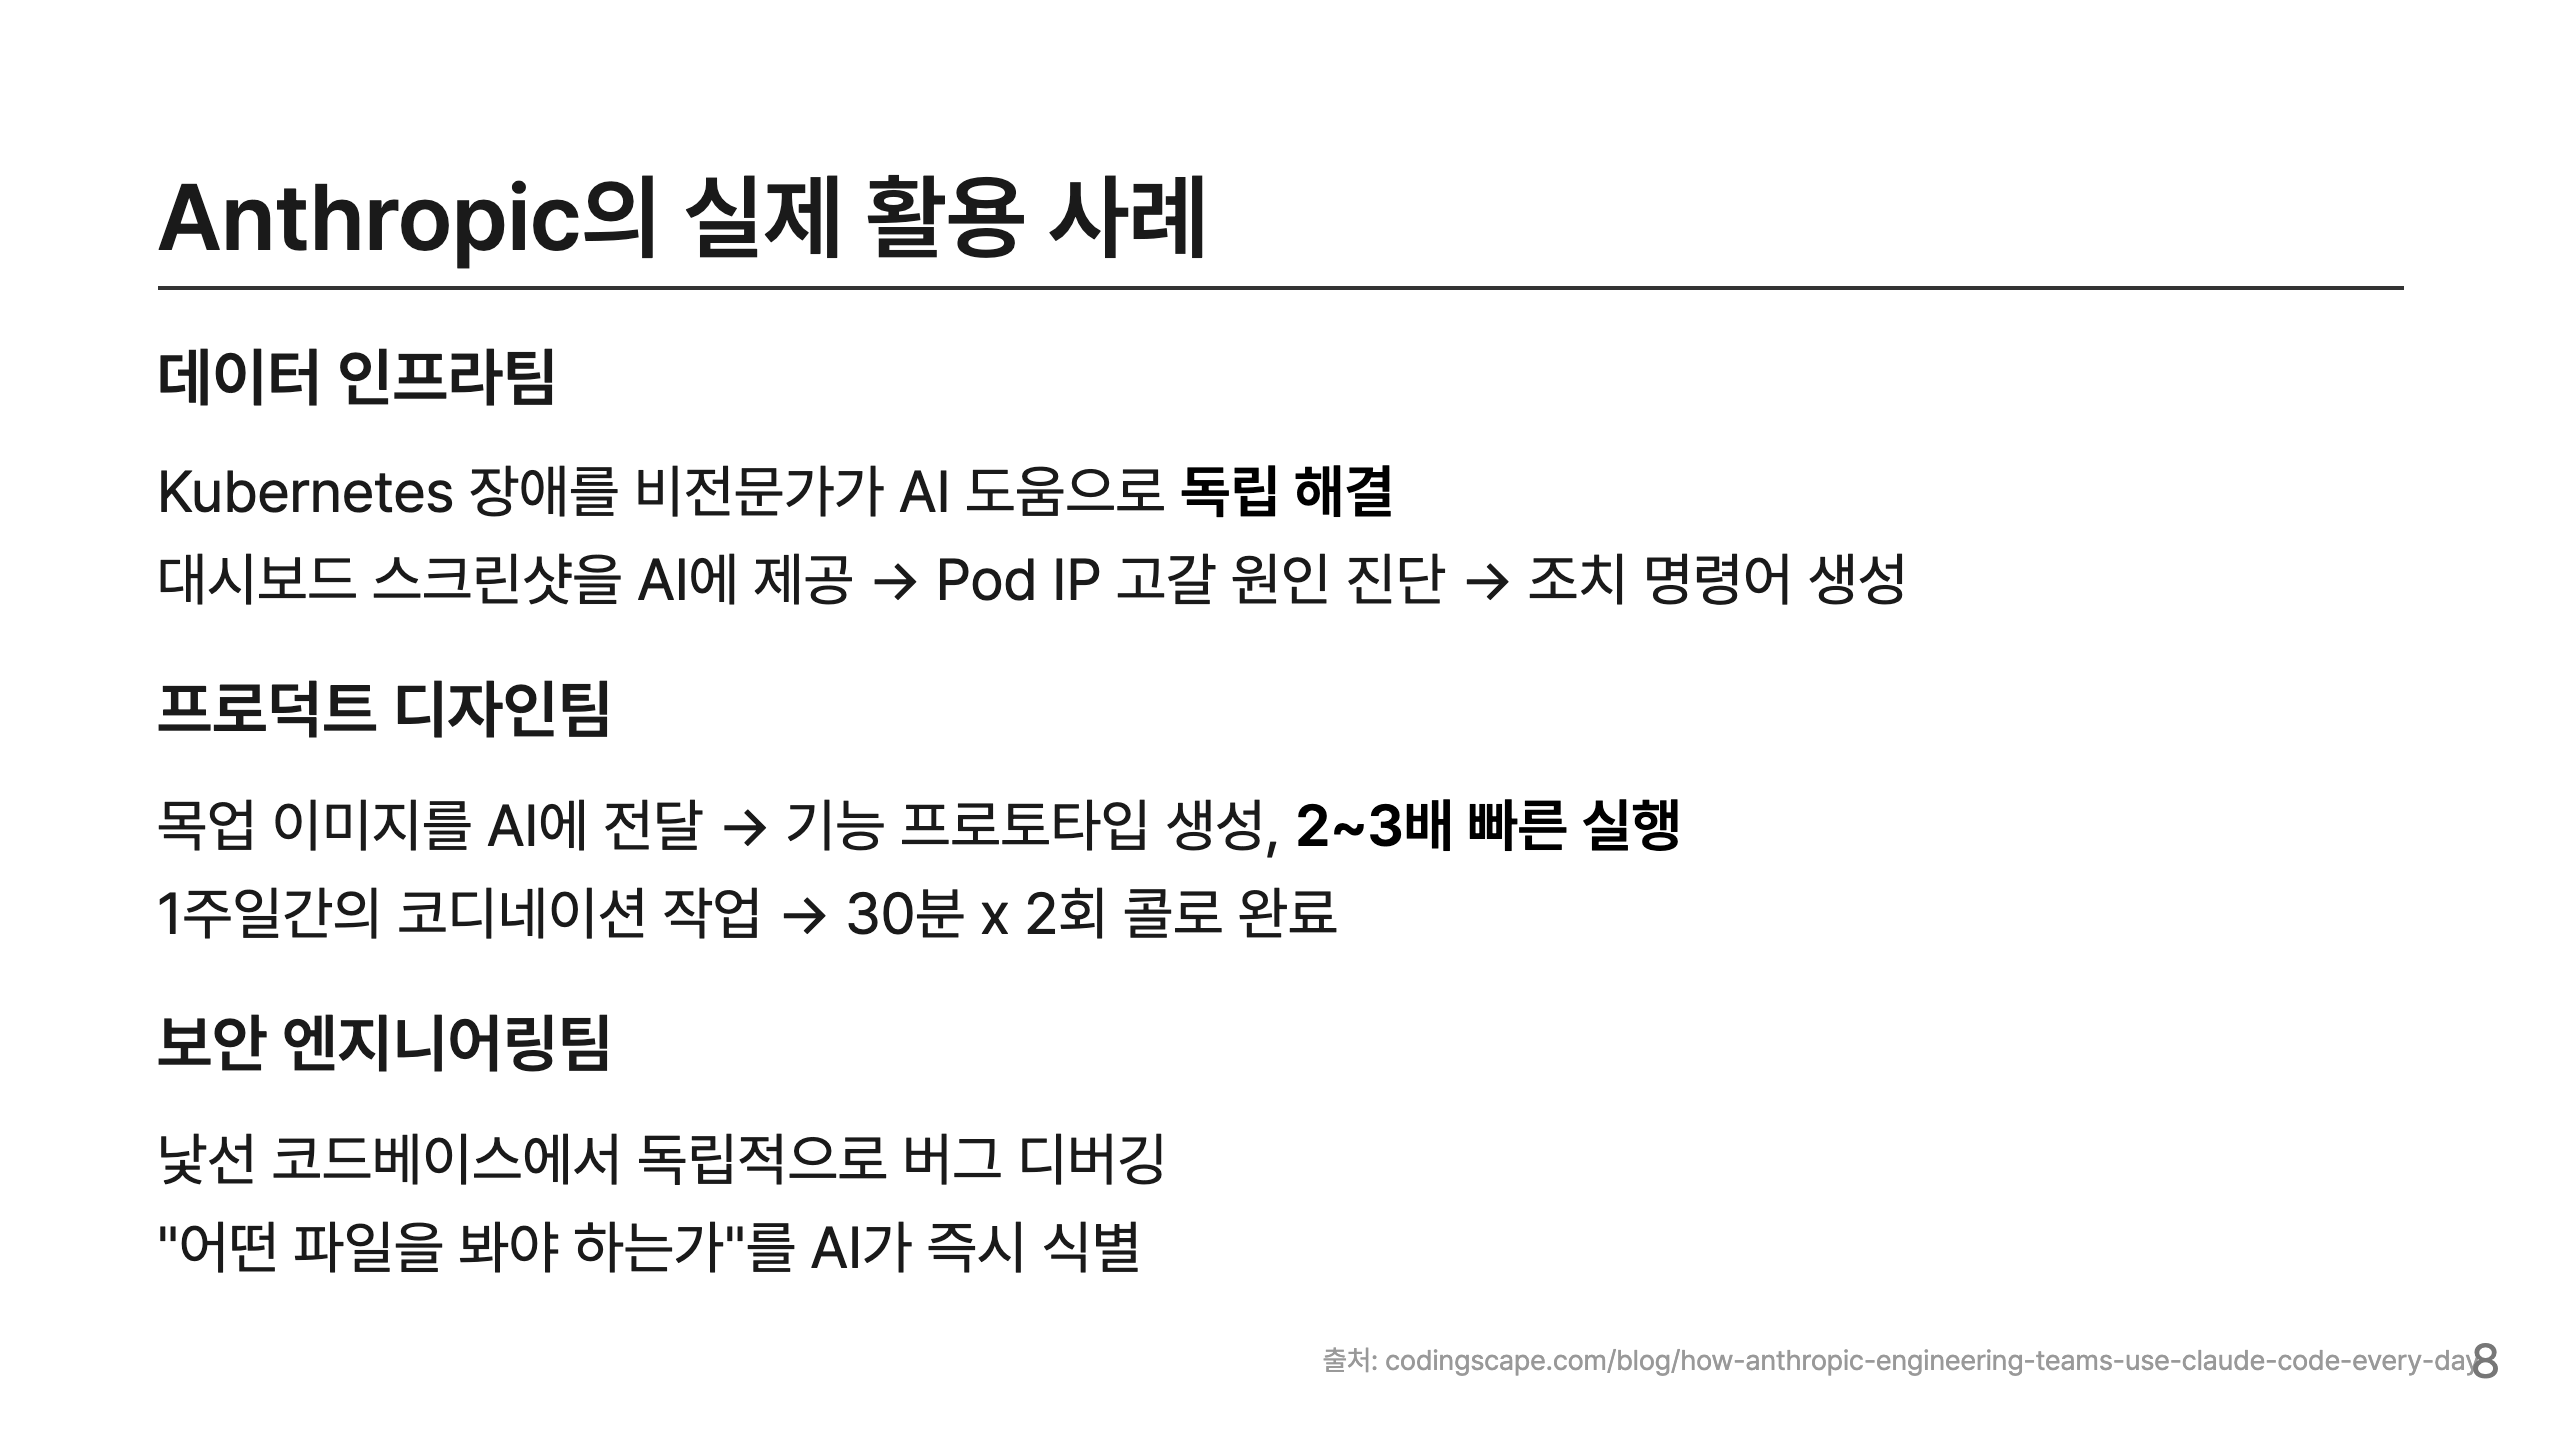 Anthropic의 실제 활용 사례
데이터 인프라팀
Kubernetes 장애를 비전문가가 AI 도움으로 독립 해결
대시보드 스크린샷을 AI에 제공 → Pod IP 고갈 원인 진단 → 조치 명령어 생성
프로덕트 디자인팀
목업 이미지를 AI에 전달 → 기능 프로토타입 생성, 2~3배 빠른 실행
1주일간의 코디네이션 작업 → 30분 x 2회 콜로 완료
보안 엔지니어링팀
낯선 코드베이스에서 독립적으로 버그 디버깅
"어떤 파일을 봐야 하는가"를 AI가 즉시 식별
출처: codingscape.com/blog/how-anthropic-engineering-teams-use-claude-code-every-day
8